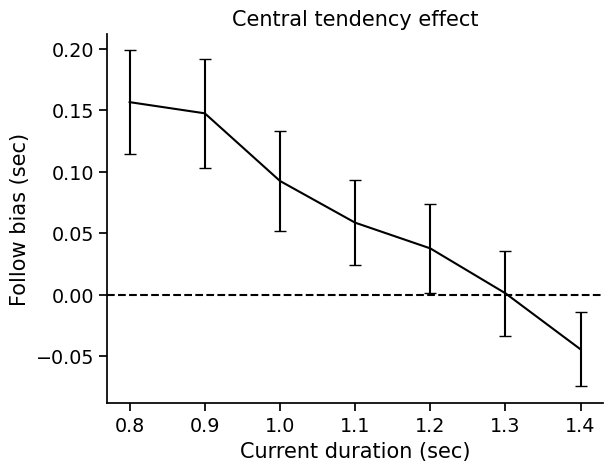 Central tendency effect
0.20
0.15
0.10
0.05
0.00
−0.05
Follow bias (sec)
0.8 0.9 1.0 1.1 1.2 1.3 1.4
Current duration (sec)